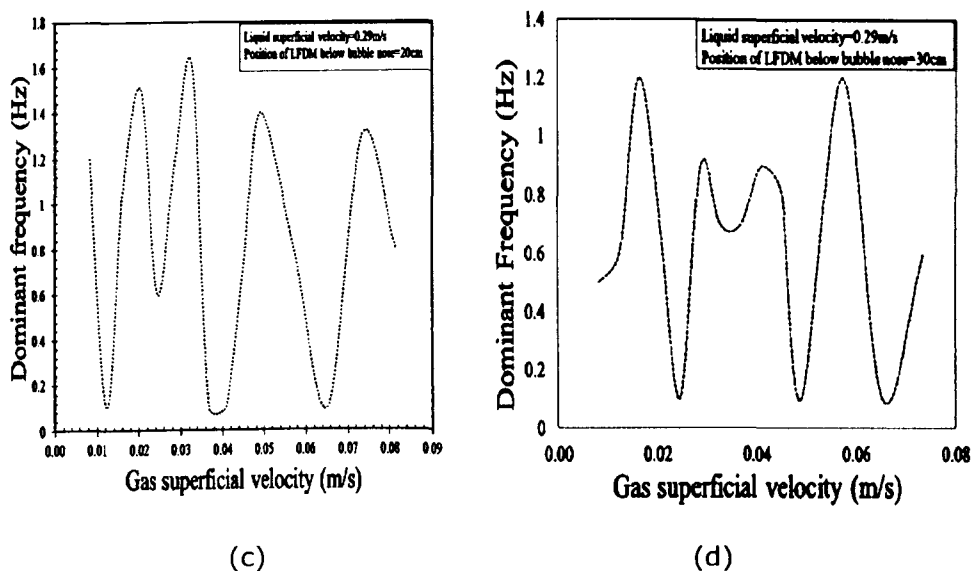 1.8
1.6
1.4
1.2
1
0.8
0.6
0.4
0.2
0
Dominant frequency (Hz)
Liquid superficial velocity=0.29m/s
Position of LFDM below bubble nose=20cm
0.00 0.01 0.02 0.03 0.04 0.05 0.06 0.07 0.08 0.09
Gas superficial velocity (m/s)
(c)
1.4
1.2
1
0.8
0.6
0.4
0.2
0
Dominant Frequency (Hz)
Liquid superficial velocity=0.29m/s
Position of LFDM below bubble nose=30cm
0.00 0.02 0.04 0.06 0.08
Gas superficial velocity (m/s)
(d)